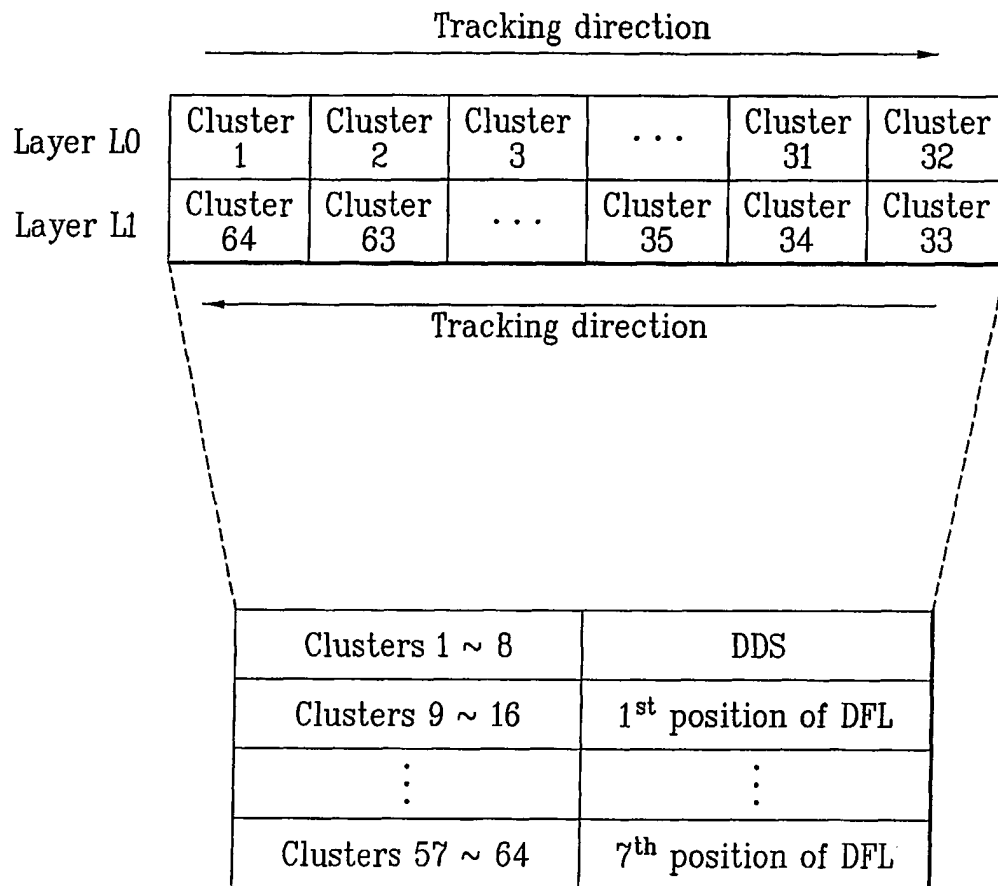 Tracking direction
Layer L0
Cluster 1
Cluster 2
Cluster 3
...
Cluster 31
Cluster 32
Layer L1
Cluster 64
Cluster 63
...
Cluster 35
Cluster 34
Cluster 33
Tracking direction
Clusters 1 ~ 8
DDS
Clusters 9 ~ 16
1st position of DFL
⋮
⋮
Clusters 57 ~ 64
7th position of DFL